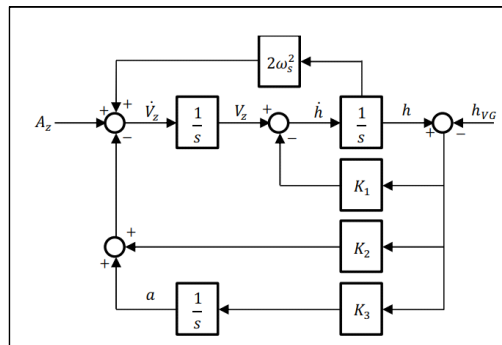 2ω_s^2
+
+
A_z
V̇_z
1/s
V_z
+
ḣ
1/s
h
h_VG
−
−
+
−
K_1
+
K_2
+
a
1/s
K_3